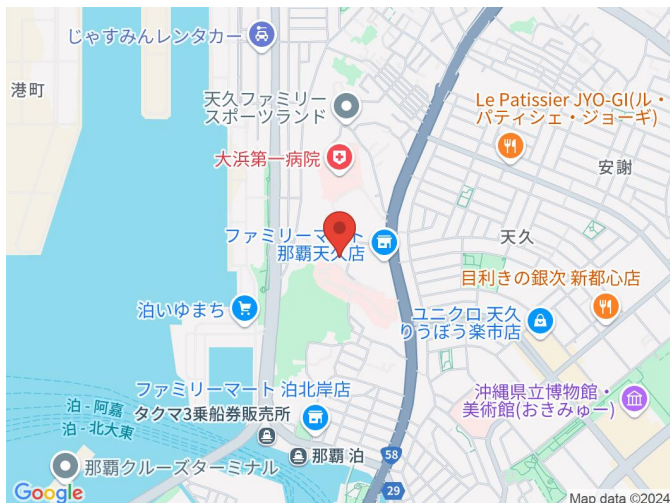 じゃすみんレンタカー
港町
天久ファミリー
スポーツランド
Le Patissier JYO-GI(ル・
パティシェ・ジョーギ)
大浜第一病院
安謝
ファミリーマート
那覇天久店
天久
目利きの銀次 新都心店
泊いゆまち
ユニクロ 天久
りうぼう楽市店
ファミリーマート 泊北岸店
タクマ3乗船券販売所
沖縄県立博物館・
美術館(おきみゅー)
泊 - 阿嘉
泊 - 北大東
那覇 泊
58
那覇クルーズターミナル
29
Google
Map data ©2024